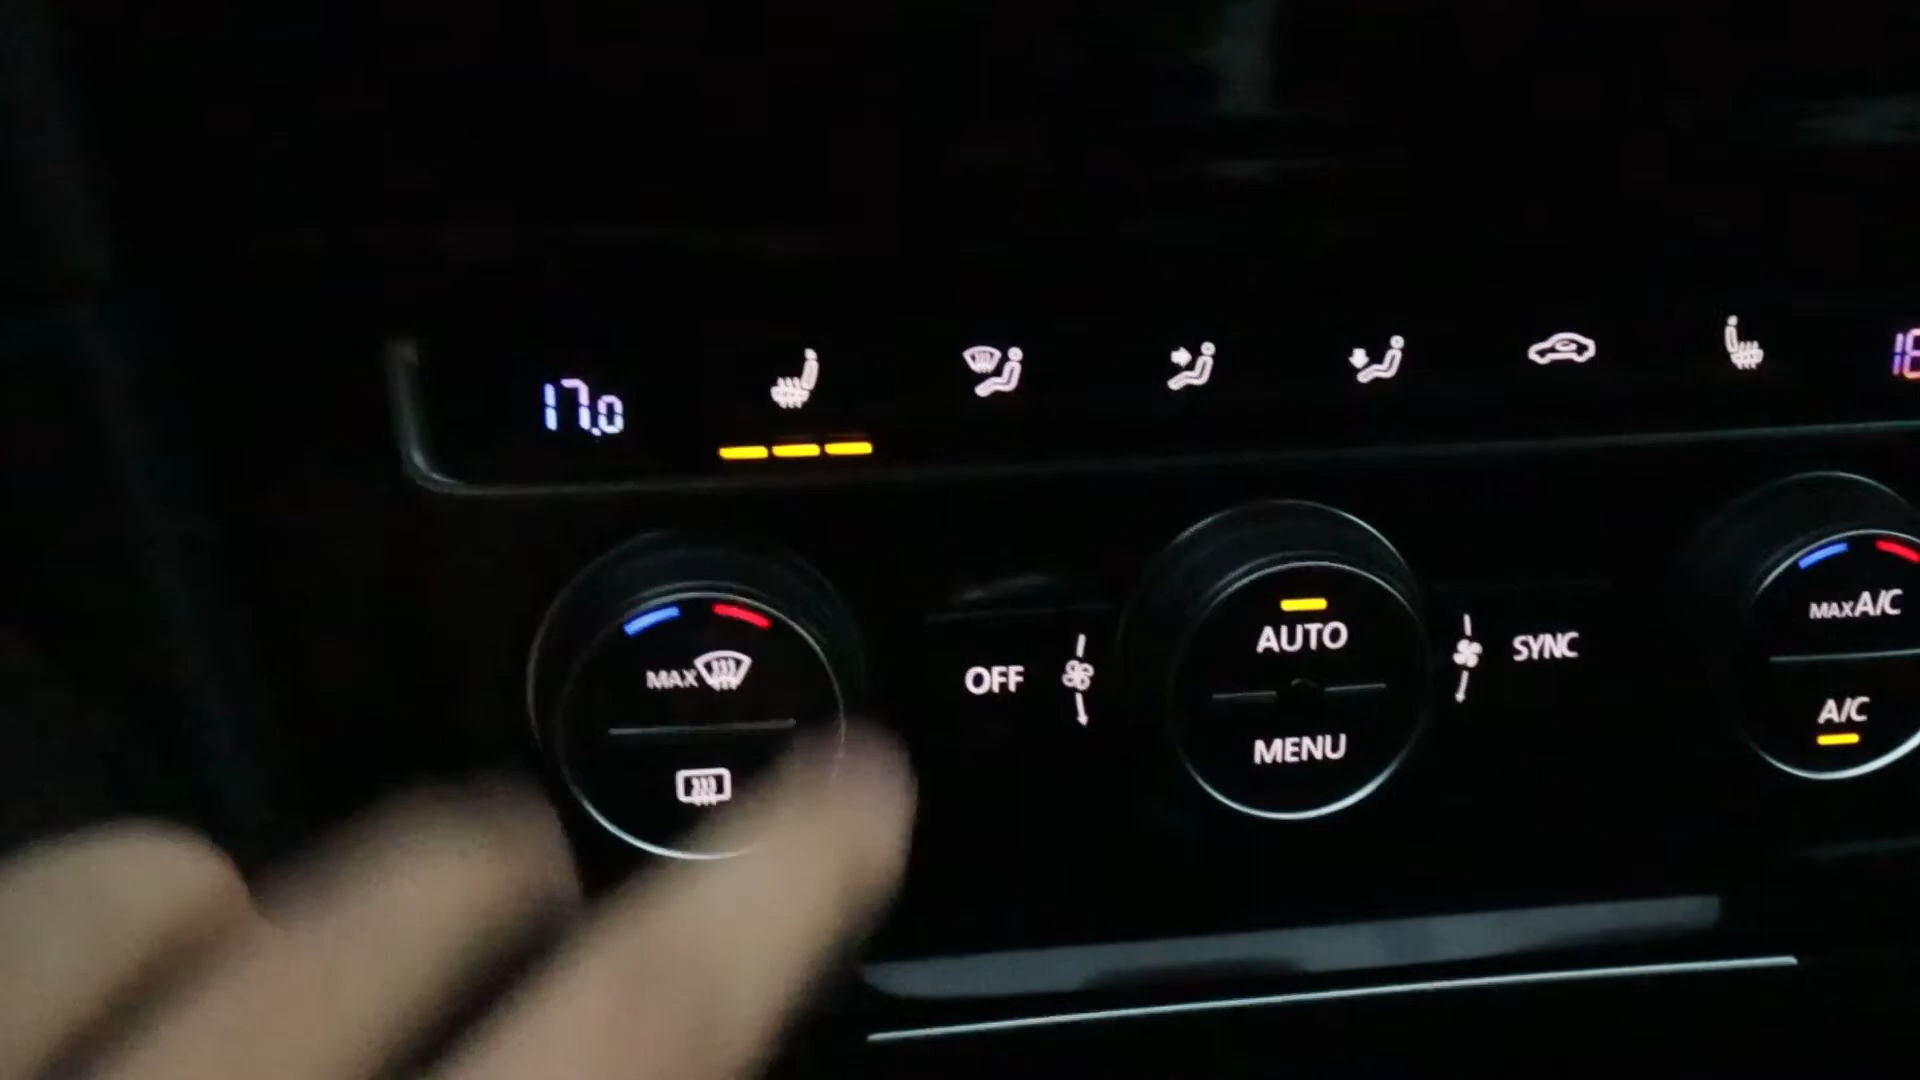 17.0
MAX
OFF
AUTO
MENU
SYNC
MAX A/C
A/C